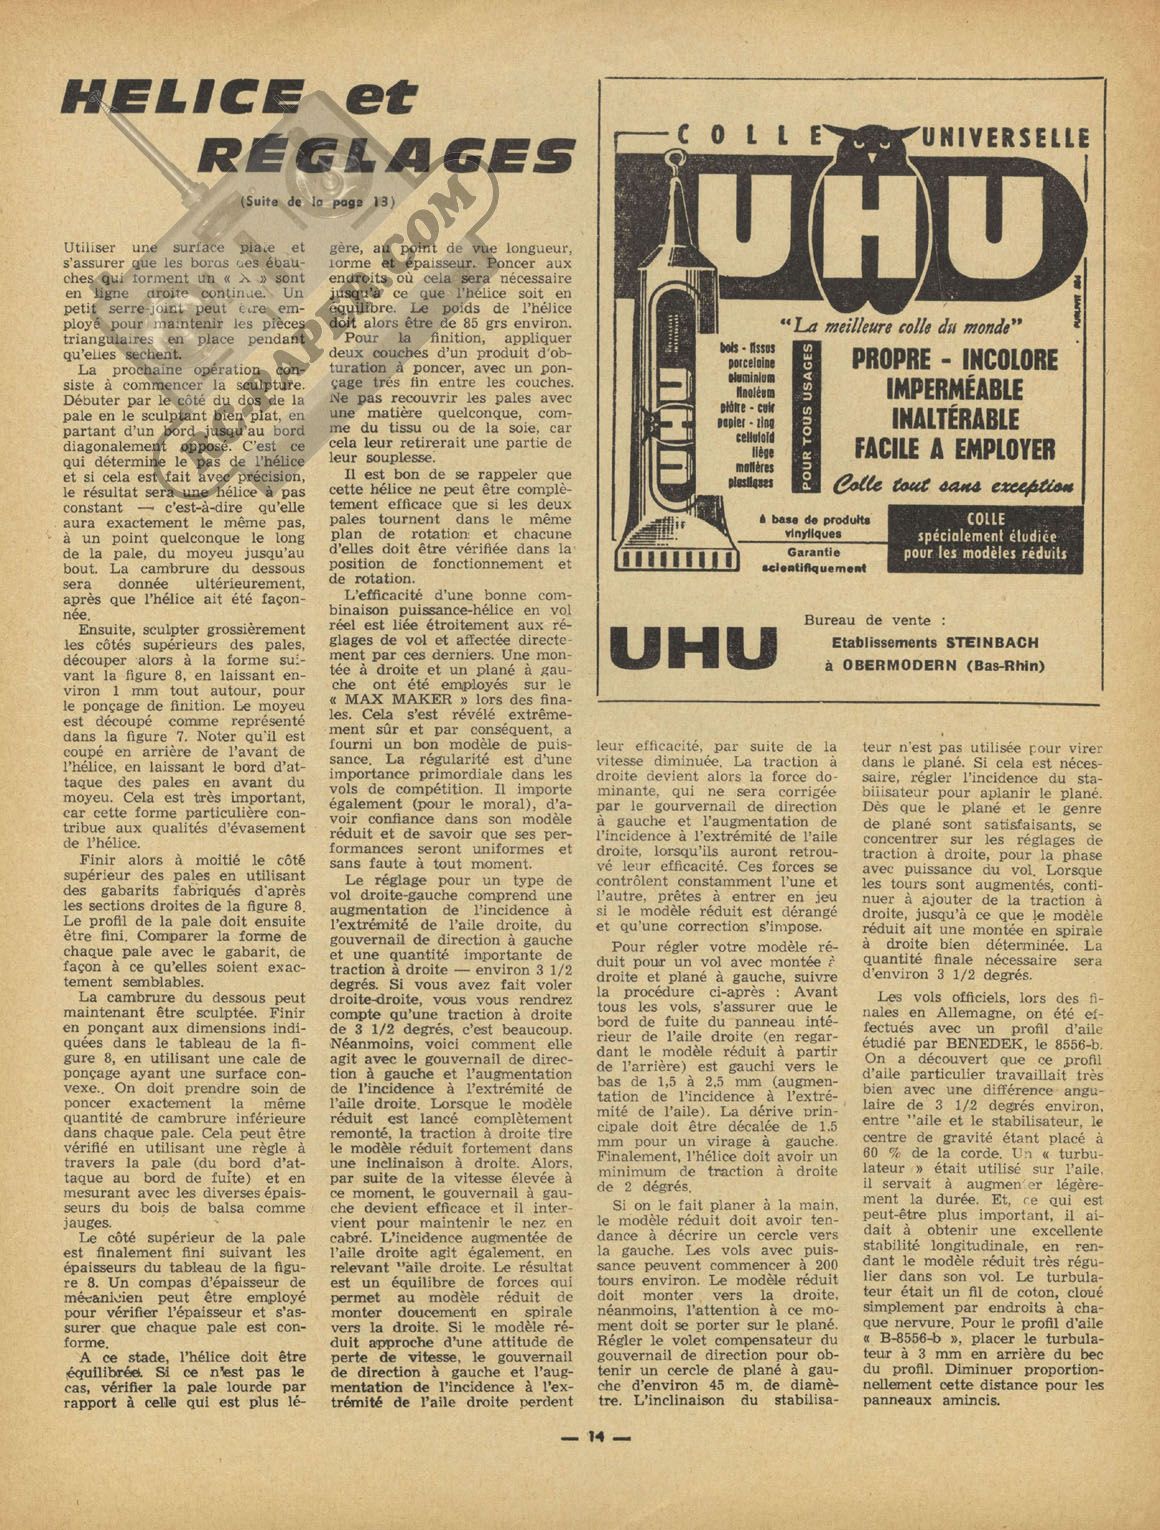 HELICE et
RÉGLAGES
(Suite de la page 13)
Utiliser une surface plate et
s'assurer que les bords des ébau-
ches qui forment un « X » sont
en ligne droite continue. Un
petit serre-joint peut être em-
ployé pour maintenir les pièces
triangulaires en place pendant
qu'elles sèchent.
La prochaine opération con-
siste à commencer la sculpture.
Débuter par le côté du dos de la
pale en le sculptant bien plat, en
partant d'un bord jusqu'au bord
diagonalement opposé. C'est ce
qui détermine le pas de l'hélice
et si cela est fait avec précision,
le résultat sera une hélice à pas
constant — c'est-à-dire qu'elle
aura exactement le même pas,
à un point quelconque le long
de la pale, du moyeu jusqu'au
bout. La cambrure du dessous
sera donnée ultérieurement,
après que l'hélice ait été façon-
née.
Ensuite, sculpter grossièrement
les côtés supérieurs des pales,
découper alors à la forme sui-
vant la figure 8, en laissant en-
viron 1 mm tout autour, pour
le ponçage de finition. Le moyeu
est découpé comme représenté
dans la figure 7. Noter qu'il est
coupé en arrière de l'avant de
l'hélice, en laissant le bord d'at-
taque des pales en avant du
moyeu. Cela est très important,
car cette forme particulière con-
tribue aux qualités d'évasement
de l'hélice.
Finir alors à moitié le côté
supérieur des pales en utilisant
des gabarits fabriqués d'après
les sections droites de la figure 8.
Le profil de la pale doit ensuite
être fini. Comparer la forme de
chaque pale avec le gabarit, de
façon à ce qu'elles soient exac-
tement semblables.
La cambrure du dessous peut
maintenant être sculptée. Finir
en ponçant aux dimensions indi-
quées dans le tableau de la fi-
gure 8, en utilisant une cale de
ponçage ayant une surface con-
vexe.. On doit prendre soin de
poncer exactement la même
quantité de cambrure inférieure
dans chaque pale. Cela peut être
vérifié en utilisant une règle à
travers la pale (du bord d'at-
taque au bord de fuite) et en
mesurant avec les diverses épais-
seurs du bois de balsa comme
jauges.
Le côté supérieur de la pale
est finalement fini suivant les
épaisseurs du tableau de la figu-
re 8. Un compas d'épaisseur de
mécanicien peut être employé
pour vérifier l'épaisseur et s'as-
surer que chaque pale est con-
forme.
A ce stade, l'hélice doit être
équilibrée. Si ce n'est pas le
cas, vérifier la pale lourde par
rapport à celle qui est plus lé-
gère, au point de vue longueur,
forme et épaisseur. Poncer aux
endroits où cela sera nécessaire
jusqu'à ce que l'hélice soit en
équilibre. Le poids de l'hélice
doit alors être de 85 grs environ.
Pour la finition, appliquer
deux couches d'un produit d'ob-
turation à poncer, avec un pon-
çage très fin entre les couches.
Ne pas recouvrir les pales avec
une matière quelconque, com-
me du tissu ou de la soie, car
cela leur retirerait une partie de
leur souplesse.
Il est bon de se rappeler que
cette hélice ne peut être complè-
tement efficace que si les deux
pales tournent dans le même
plan de rotation et chacune
d'elles doit être vérifiée dans la
position de fonctionnement et
de rotation.
L'efficacité d'une bonne com-
binaison puissance-hélice en vol
réel est liée étroitement aux ré-
glages de vol et affectée directe-
ment par ces derniers. Une mon-
tée à droite et un plané à gau-
che ont été employés sur le
« MAX MAKER » lors des fina-
les. Cela s'est révélé extrême-
ment sûr et par conséquent, a
fourni un bon modèle de puis-
sance. La régularité est d'une
importance primordiale dans les
vols de compétition. Il importe
également (pour le moral), d'a-
voir confiance dans son modèle
réduit et de savoir que ses per-
formances seront uniformes et
sans faute à tout moment.
Le réglage pour un type de
vol droite-gauche comprend une
augmentation de l'incidence à
l'extrémité de l'aile droite, du
gouvernail de direction à gauche
et une quantité importante de
traction à droite — environ 3 1/2
degrés. Si vous avez fait voler
droite-droite, vous vous rendrez
compte qu'une traction à droite
de 3 1/2 degrés, c'est beaucoup.
Néanmoins, voici comment elle
agit avec le gouvernail de direc-
tion à gauche et l'augmentation
de l'incidence à l'extrémité de
l'aile droite. Lorsque le modèle
réduit est lancé complètement
remonté, la traction à droite tire
le modèle réduit fortement dans
une inclinaison à droite. Alors,
par suite de la vitesse élevée à
ce moment, le gouvernail à gau-
che devient efficace et il inter-
vient pour maintenir le nez en
cabré. L'incidence augmentée de
l'aile droite agit également, en
relevant "aile droite. Le résultat
est un équilibre de forces qui
permet au modèle réduit de
monter doucement en spirale
vers la droite. Si le modèle ré-
duit approche d'une attitude de
perte de vitesse, le gouvernail
de direction à gauche et l'aug-
mentation de l'incidence à l'ex-
trémité de l'aile droite perdent
COLLE UNIVERSELLE
UHU
UHU
PUBLIVIT 884
"La meilleure colle du monde"
bois - tissus
porcelaine
aluminium
linoléum
plâtre - cuir
papier - zing
celluloïd
liège
matières
plastiques
POUR TOUS USAGES
PROPRE - INCOLORE
IMPERMÉABLE
INALTÉRABLE
FACILE A EMPLOYER
Colle tout sans exception
à base de produits
vinyliques
Garantie
scientifiquement
COLLE
spécialement étudiée
pour les modèles réduits
UHU
Bureau de vente :
Etablissements STEINBACH
à OBERMODERN (Bas-Rhin)
leur efficacité, par suite de la
vitesse diminuée. La traction à
droite devient alors la force do-
minante, qui ne sera corrigée
par le gourvernail de direction
à gauche et l'augmentation de
l'incidence à l'extrémité de l'aile
droite, lorsqu'ils auront retrou-
vé leur efficacité. Ces forces se
contrôlent constamment l'une et
l'autre, prêtes à entrer en jeu
si le modèle réduit est dérangé
et qu'une correction s'impose.
Pour régler votre modèle ré-
duit pour un vol avec montée à
droite et plané à gauche, suivre
la procédure ci-après : Avant
tous les vols, s'assurer que le
bord de fuite du panneau inté-
rieur de l'aile droite (en regar-
dant le modèle réduit à partir
de l'arrière) est gauchi vers le
bas de 1,5 à 2,5 mm (augmen-
tation de l'incidence à l'extré-
mité de l'aile). La dérive prin-
cipale doit être décalée de 1.5
mm pour un virage à gauche.
Finalement, l'hélice doit avoir un
minimum de traction à droite
de 2 dégrés.
Si on le fait planer à la main,
le modèle réduit doit avoir ten-
dance à décrire un cercle vers
la gauche. Les vols avec puis-
sance peuvent commencer à 200
tours environ. Le modèle réduit
doit monter vers la droite,
néanmoins, l'attention à ce mo-
ment doit se porter sur le plané.
Régler le volet compensateur du
gouvernail de direction pour ob-
tenir un cercle de plané à gau-
che d'environ 45 m. de diamè-
tre. L'inclinaison du stabilisa-
teur n'est pas utilisée pour virer
dans le plané. Si cela est néces-
saire, régler l'incidence du sta-
biiisateur pour aplanir le plané.
Dès que le plané et le genre
de plané sont satisfaisants, se
concentrer sur les réglages de
traction à droite, pour la phase
avec puissance du vol. Lorsque
les tours sont augmentés, conti-
nuer à ajouter de la traction à
droite, jusqu'à ce que le modèle
réduit ait une montée en spirale
à droite bien déterminée. La
quantité finale nécessaire sera
d'environ 3 1/2 degrés.
Les vols officiels, lors des fi-
nales en Allemagne, on été ef-
fectués avec un profil d'aile
étudié par BENEDEK, le 8556-b.
On a découvert que ce profil
d'aile particulier travaillait très
bien avec une différence angu-
laire de 3 1/2 degrés environ,
entre "aile et le stabilisateur, le
centre de gravité étant placé à
60 % de la corde. Un « turbu-
lateur » était utilisé sur l'aile,
il servait à augmenter légère-
ment la durée. Et, ce qui est
peut-être plus important, il ai-
dait à obtenir une excellente
stabilité longitudinale, en ren-
dant le modèle réduit très régu-
lier dans son vol. Le turbula-
teur était un fil de coton, cloué
simplement par endroits à cha-
que nervure. Pour le profil d'aile
« B-8556-b », placer le turbula-
teur à 3 mm en arrière du bec
du profil. Diminuer proportion-
nellement cette distance pour les
panneaux amincis.
— 14 —
RCPAPER.COM